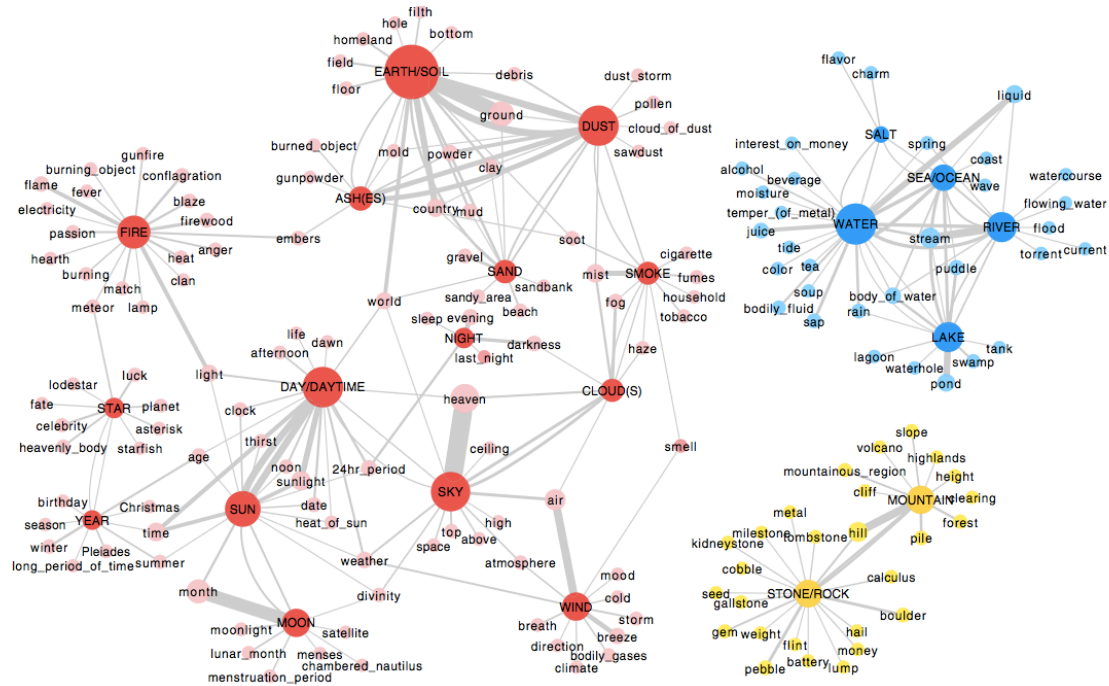 filth
hole
homeland
bottom
field
EARTH/SOIL
debris
dust_storm
floor
pollen
ground
DUST
cloud_of_dust
sawdust
burned_object
mold
powder
clay
gunpowder
ASH(ES)
country
mud
embers
soot
gunfire
burning_object
conflagration
flame
fever
blaze
electricity
firewood
passion
FIRE
anger
hearth
heat
burning
clan
match
meteor
lamp
gravel
SAND
sandbank
mist
SMOKE
cigarette
fumes
household
tobacco
world
sandy_area
beach
fog
sleep
evening
NIGHT
last_night
darkness
haze
life
dawn
afternoon
light
DAY/DAYTIME
heaven
CLOUD(S)
luck
lodestar
fate
STAR
planet
celebrity
asterisk
heavenly_body
starfish
clock
thirst
age
noon
24hr_period
ceiling
smell
sunlight
SKY
birthday
Christmas
date
air
season
YEAR
SUN
heat_of_sun
time
high
top
above
winter
Pleiades
space
long_period_of_time
summer
weather
atmosphere
month
divinity
mood
cold
WIND
storm
moonlight
MOON
satellite
breath
breeze
lunar_month
menses
direction
bodily_gases
menstruation_period
chambered_nautilus
climate
flavor
charm
liquid
SALT
interest_on_money
spring
alcohol
coast
beverage
SEA/OCEAN
watercourse
moisture
wave
flowing_water
temper_(of_metal)
WATER
juice
stream
RIVER
flood
tide
torrent
current
color
tea
puddle
soup
body_of_water
bodily_fluid
rain
sap
LAKE
lagoon
tank
waterhole
swamp
pond
slope
volcano
highlands
mountainous_region
height
cliff
MOUNTAIN
clearing
metal
milestone
tombstone
hill
forest
kidneystone
pile
cobble
calculus
seed
STONE/ROCK
gallstone
boulder
gem
weight
flint
hail
money
pebble
battery
lump